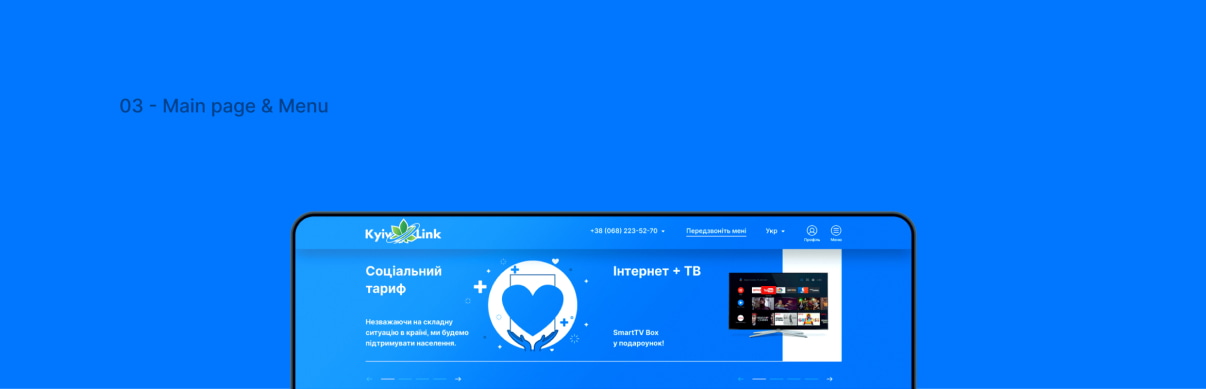 03 - Main page & Menu
Kyiv Link
+38 (068) 223-52-70
Передзвоніть мені
Укр
Профіль
Меню
Соціальний
тариф
Незважаючи на складну
ситуацію в країні, ми будемо
підтримувати населення.
Інтернет + ТВ
SmartTV Box
у подароунок!